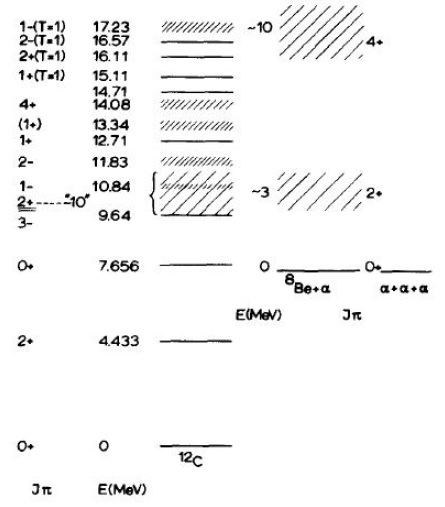 1-(T=1) 17.23 ~10
2-(T=1) 16.57 4+
2+(T=1) 16.11
1+(T=1) 15.11
14.71
4+ 14.08
(1+) 13.34
1+ 12.71
2- 11.83
1- 10.84 ~3 2+
2+-----"10"
3- 9.64
0+ 7.656 0 0+
8Be+α α+α+α
E(MeV) Jπ
2+ 4.433
0+ 0
12C
Jπ E(MeV)